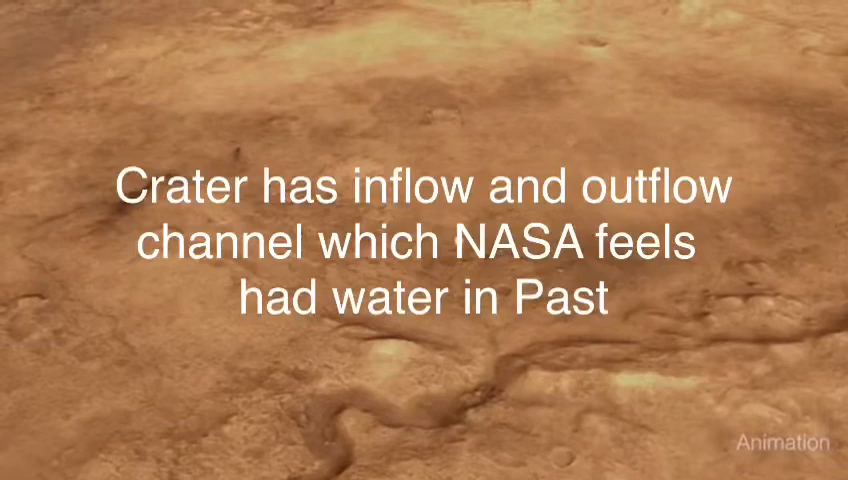 Crater has inflow and outflow
channel which NASA feels
had water in Past
Animation